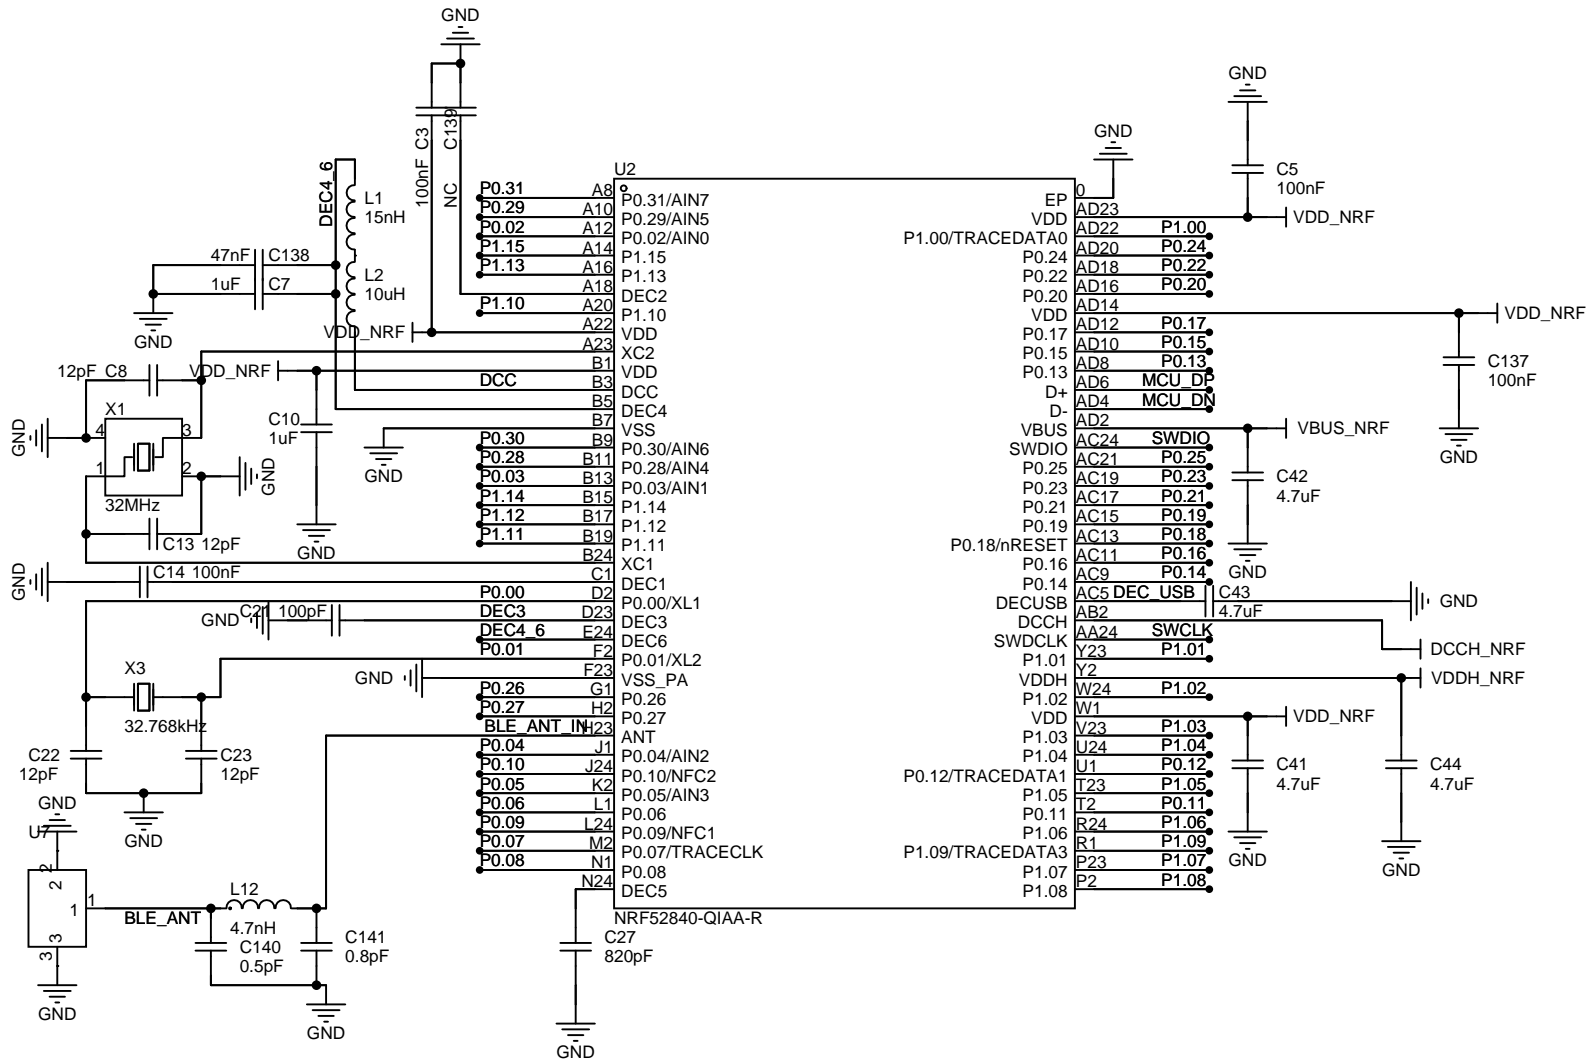 GND
GND
GND
100nF C3
NC C139
C5
100nF
VDD_NRF
DEC4_6
L1
15nH
L2
10uH
47nF C138
1uF C7
GND
VDD_NRF
12pF C8
VDD_NRF
X1
4
3
1
2
32MHz
GND
GND
C13 12pF
C10
1uF
GND
GND
DCC
GND
C14 100nF
GND
C21 100pF
GND
X3
32.768kHz
C22
12pF
C23
12pF
GND
GND
U7
2
2
1
1
3
3
GND
BLE_ANT
L12
4.7nH
C140
0.5pF
C141
0.8pF
GND
C27
820pF
GND
U2
P0.31 A8 P0.31/AIN7
P0.29 A10 P0.29/AIN5
P0.02 A12 P0.02/AIN0
P1.15 A14 P1.15
P1.13 A16 P1.13
A18 DEC2
P1.10 A20 P1.10
A22 VDD
A23 XC2
B1 VDD
B3 DCC
B5 DEC4
B7 VSS
P0.30 B9 P0.30/AIN6
P0.28 B11 P0.28/AIN4
P0.03 B13 P0.03/AIN1
P1.14 B15 P1.14
P1.12 B17 P1.12
P1.11 B19 P1.11
B24 XC1
C1 DEC1
P0.00 D2 P0.00/XL1
DEC3 D23 DEC3
DEC4_6 E24 DEC6
P0.01 F2 P0.01/XL2
F23 VSS_PA
P0.26 G1 P0.26
P0.27 H2 P0.27
BLE_ANT_IN H23 ANT
P0.04 J1 P0.04/AIN2
P0.10 J24 P0.10/NFC2
P0.05 K2 P0.05/AIN3
P0.06 L1 P0.06
P0.09 L24 P0.09/NFC1
P0.07 M2 P0.07/TRACECLK
P0.08 N1 P0.08
N24 DEC5
NRF52840-QIAA-R
EP 0
VDD AD23
P1.00/TRACEDATA0 AD22 P1.00
P0.24 AD20 P0.24
P0.22 AD18 P0.22
P0.20 AD16 P0.20
VDD AD14
P0.17 AD12 P0.17
P0.15 AD10 P0.15
P0.13 AD8 P0.13
D+ AD6 MCU_DP
D- AD4 MCU_DN
VBUS AD2
SWDIO AC24 SWDIO
P0.25 AC21 P0.25
P0.23 AC19 P0.23
P0.21 AC17 P0.21
P0.19 AC15 P0.19
P0.18/nRESET AC13 P0.18
P0.16 AC11 P0.16
P0.14 AC9 P0.14
DECUSB AC5 DEC_USB
DCCH AB2
SWDCLK AA24 SWCLK
P1.01 Y23 P1.01
VDDH Y2
P1.02 W24 P1.02
VDD W1
P1.03 V23 P1.03
P1.04 U24 P1.04
P0.12/TRACEDATA1 U1 P0.12
P1.05 T23 P1.05
P0.11 T2 P0.11
P1.06 R24 P1.06
P1.09/TRACEDATA3 R1 P1.09
P1.07 P23 P1.07
P1.08 P2 P1.08
VDD_NRF
C137
100nF
GND
VBUS_NRF
C42
4.7uF
GND
C43
4.7uF
GND
DCCH_NRF
VDDH_NRF
VDD_NRF
C41
4.7uF
GND
C44
4.7uF
GND